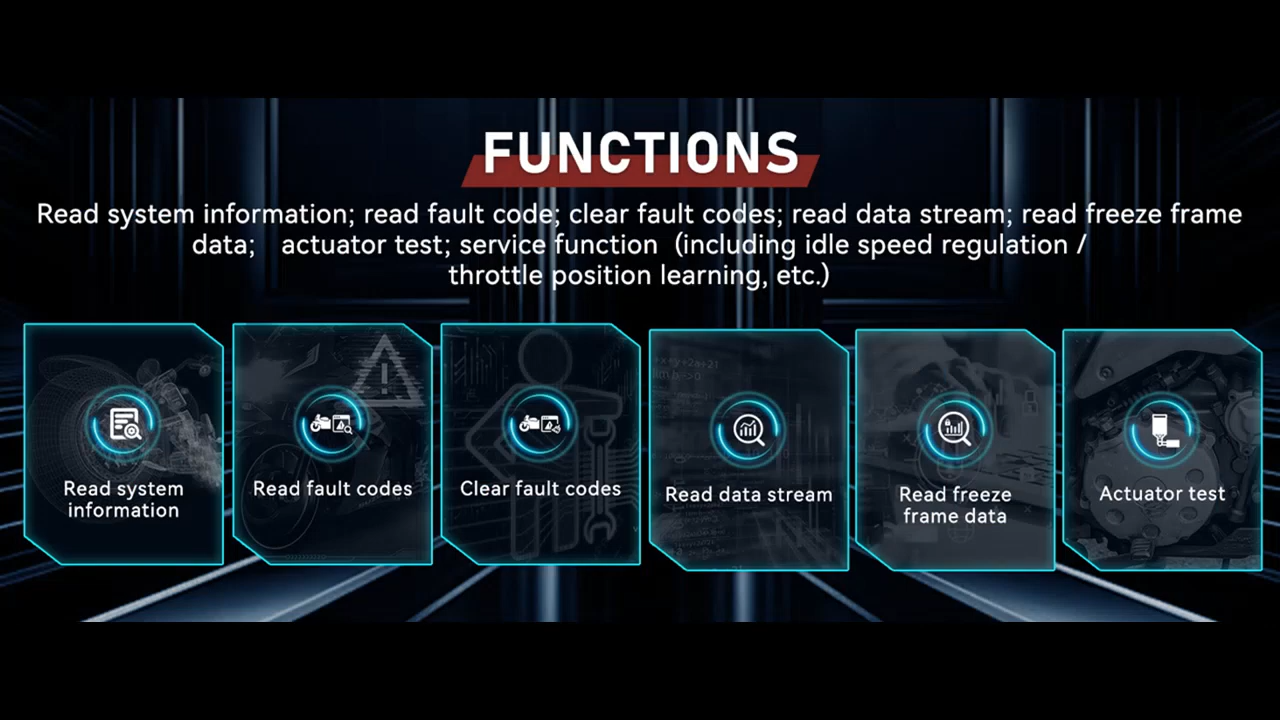 FUNCTIONS
Read system information; read fault code; clear fault codes; read data stream; read freeze frame
data; actuator test; service function (including idle speed regulation /
throttle position learning, etc.)
Read system
information
Read fault codes
Clear fault codes
Read data stream
Read freeze
frame data
Actuator test